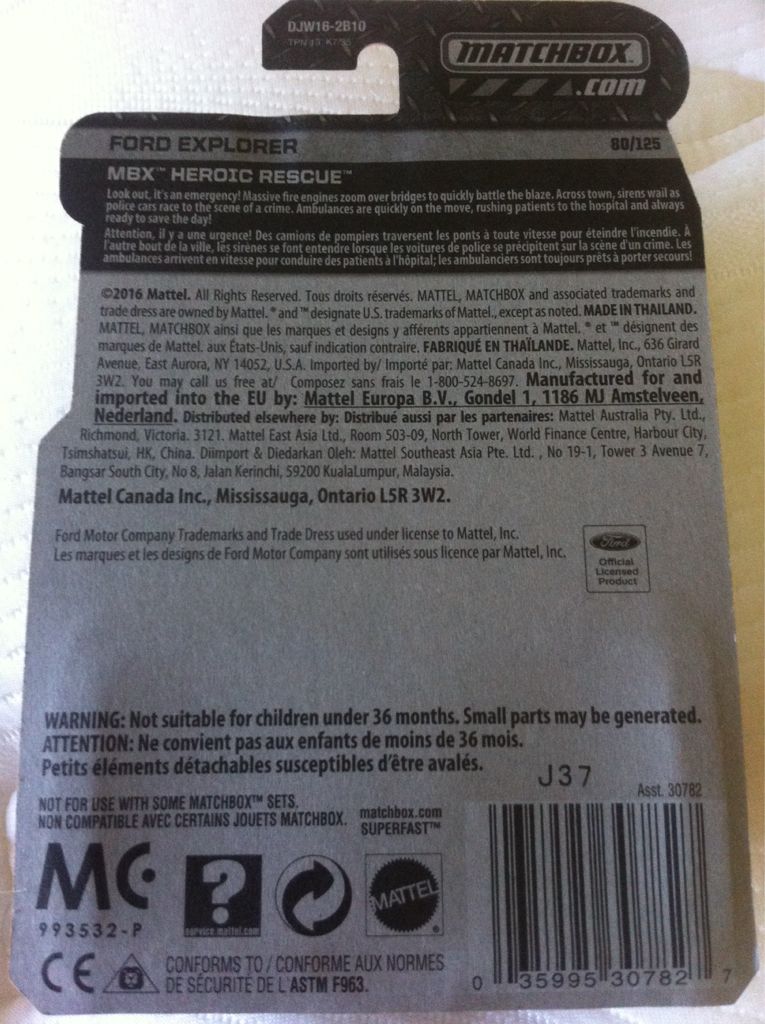 DJW16-2B10
MATCHBOX
.COM
FORD EXPLORER
80/125
MBX™ HEROIC RESCUE™
Look out, it's an emergency! Massive fire engines zoom over bridges to quickly battle the blaze. Across town, sirens wail as
police cars race to the scene of a crime. Ambulances are quickly on the move, rushing patients to the hospital and always
ready to save the day!
Attention, il y a une urgence! Des camions de pompiers traversent les ponts à toute vitesse pour éteindre l'incendie. À
l'autre bout de la ville, les sirènes se font entendre lorsque les voitures de police se précipitent sur la scène d'un crime. Les
ambulances arrivent en vitesse pour conduire des patients à l'hôpital; les ambulanciers sont toujours prêts à porter secours!
©2016 Mattel. All Rights Reserved. Tous droits réservés. MATTEL, MATCHBOX and associated trademarks and
trade dress are owned by Mattel. ® and ™ designate U.S. trademarks of Mattel., except as noted. MADE IN THAILAND.
MATTEL, MATCHBOX ainsi que les marques et designs y afférents appartiennent à Mattel. ® et ™ désignent des
marques de Mattel. aux États-Unis, sauf indication contraire. FABRIQUÉ EN THAÏLANDE. Mattel, Inc., 636 Girard
Avenue, East Aurora, NY 14052, U.S.A. Imported by/ Importé par: Mattel Canada Inc., Mississauga, Ontario L5R
3W2. You may call us free at/ Composez sans frais le 1-800-524-8697. Manufactured for and
imported into the EU by: Mattel Europa B.V., Gondel 1, 1186 MJ Amstelveen,
Nederland. Distributed elsewhere by: Distribué aussi par les partenaires: Mattel Australia Pty. Ltd.,
Richmond, Victoria. 3121. Mattel East Asia Ltd., Room 503-09, North Tower, World Finance Centre, Harbour City,
Tsimshatsui, HK, China. Diimport & Diedarkan Oleh: Mattel Southeast Asia Pte. Ltd. , No 19-1, Tower 3 Avenue 7,
Bangsar South City, No 8, Jalan Kerinchi, 59200 KualaLumpur, Malaysia.
Mattel Canada Inc., Mississauga, Ontario L5R 3W2.
Ford Motor Company Trademarks and Trade Dress used under license to Mattel, Inc.
Les marques et les designs de Ford Motor Company sont utilisés sous licence par Mattel, Inc.
Ford
Official
Licensed
Product
WARNING: Not suitable for children under 36 months. Small parts may be generated.
ATTENTION: Ne convient pas aux enfants de moins de 36 mois.
Petits éléments détachables susceptibles d'être avalés.
J37
Asst. 30782
NOT FOR USE WITH SOME MATCHBOX™ SETS.
NON COMPATIBLE AVEC CERTAINS JOUETS MATCHBOX.
matchbox.com
SUPERFAST™
MC
993532-P
?
service.mattel.com
MATTEL
®
CE
CONFORMS TO / CONFORME AUX NORMES
DE SÉCURITÉ DE L'ASTM F963.
0 35995 30782 7